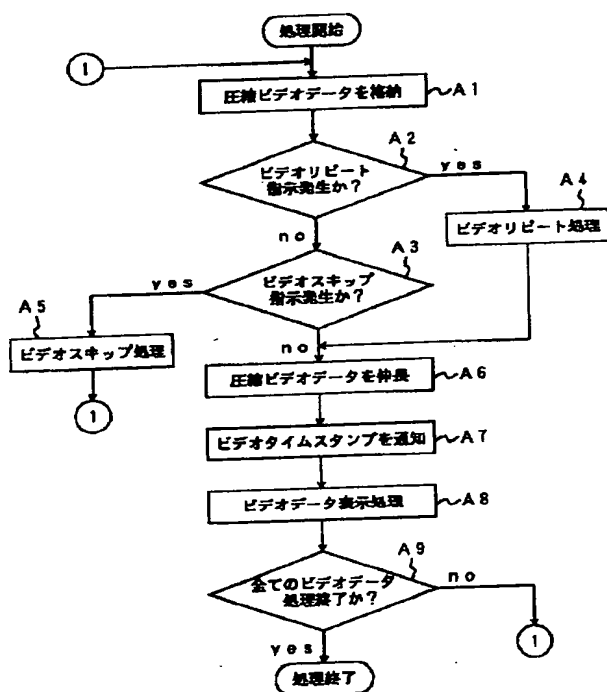 処理開始
1
圧縮ビデオデータを格納
A1
ビデオリピート
指示発生か？
A2
yes
no
A4
ビデオリピート処理
ビデオスキップ
指示発生か？
A3
yes
no
A5
ビデオスキップ処理
1
圧縮ビデオデータを伸長
A6
ビデオタイムスタンプを通知
A7
ビデオデータ表示処理
A8
全てのビデオデータ
処理終了か？
A9
no
1
yes
処理終了